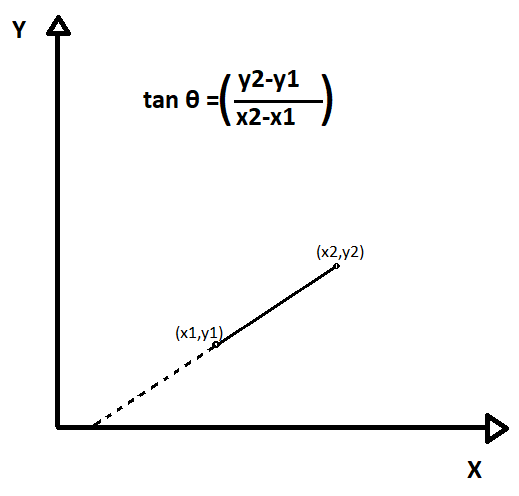 Y
tan θ =(y2-y1
x2-x1)
(x2,y2)
(x1,y1)
X